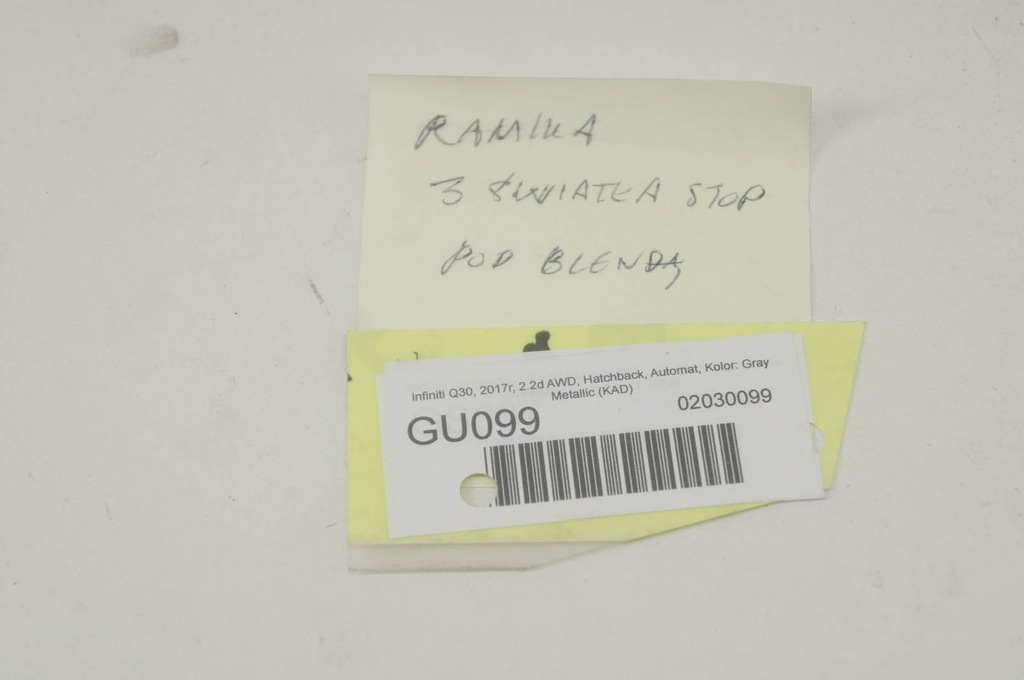 RAMKA
3 ŚWIATŁA STOP
POD BLENDĄ
Infiniti Q30, 2017r, 2.2d AWD, Hatchback, Automat, Kolor: Gray
Metallic (KAD)
GU099
02030099